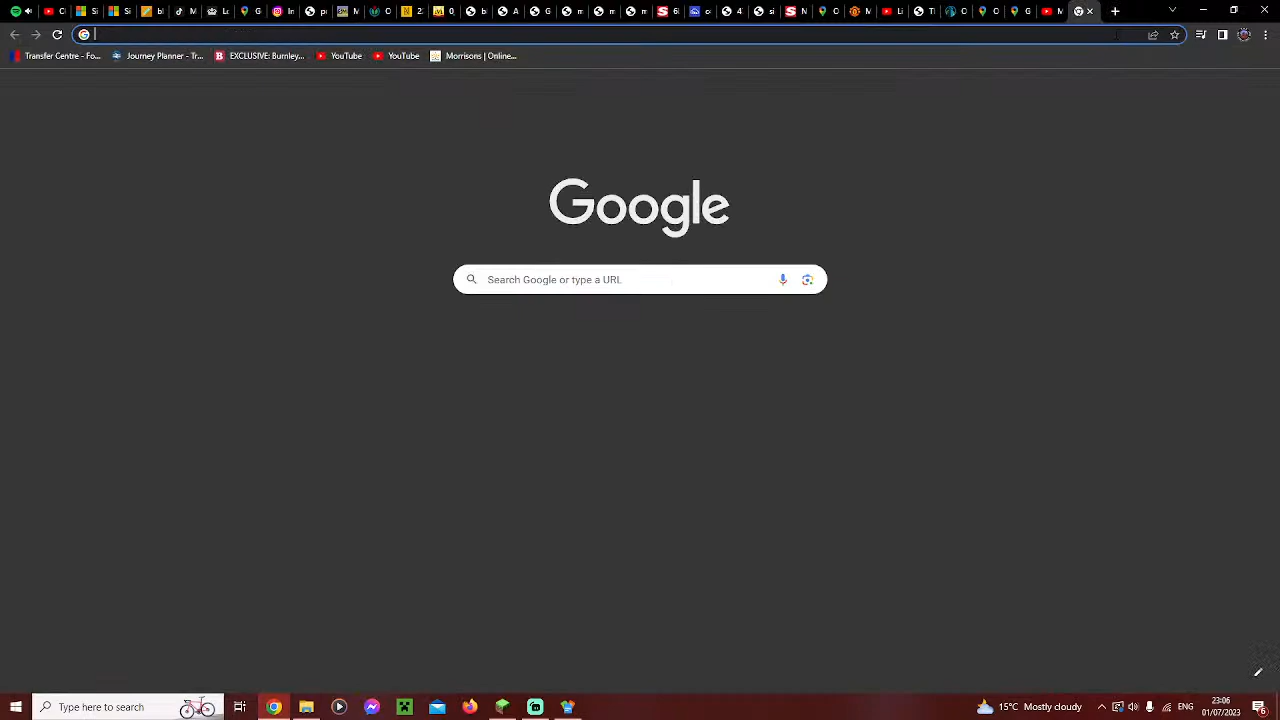 Transfer Centre - Fo...
Journey Planner - Tr...
EXCLUSIVE: Burnley,...
YouTube
YouTube
Morrisons | Online...
Google
Search Google or type a URL
Type here to search
15°C Mostly cloudy
ENG
23:06
01/07/2023